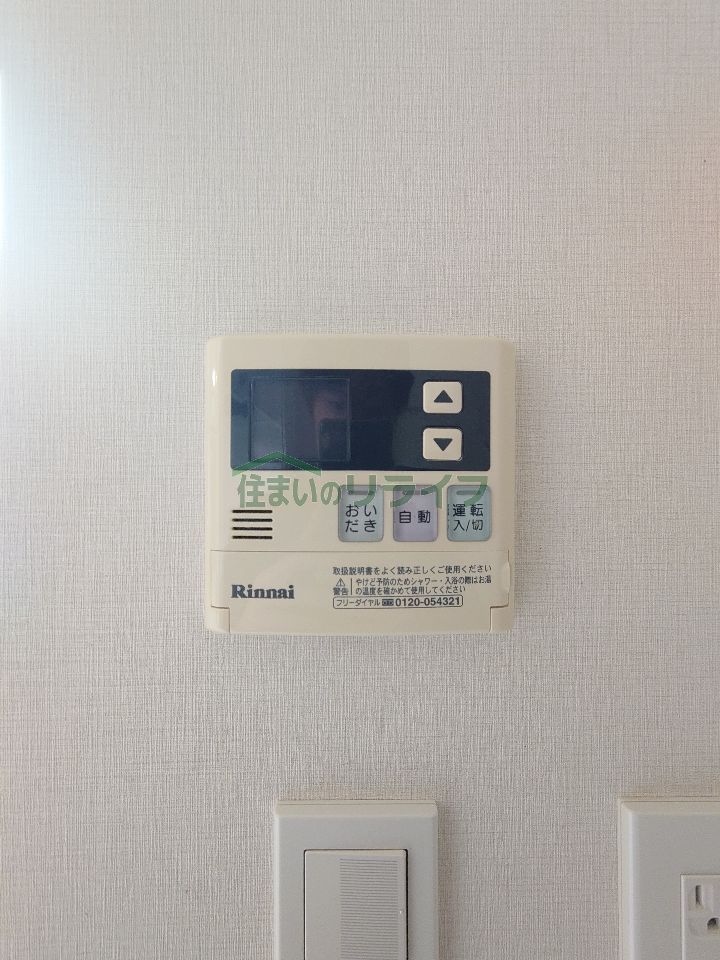 ▲
▼
住まいのリライフ
おい
だき
自動
運転
入/切
取扱説明書をよく読み正しくご使用ください
⚠
警告
やけど予防のためシャワー・入浴の際はお湯
の温度を確かめて使用してください
Rinnai
フリーダイヤル 0120-054321